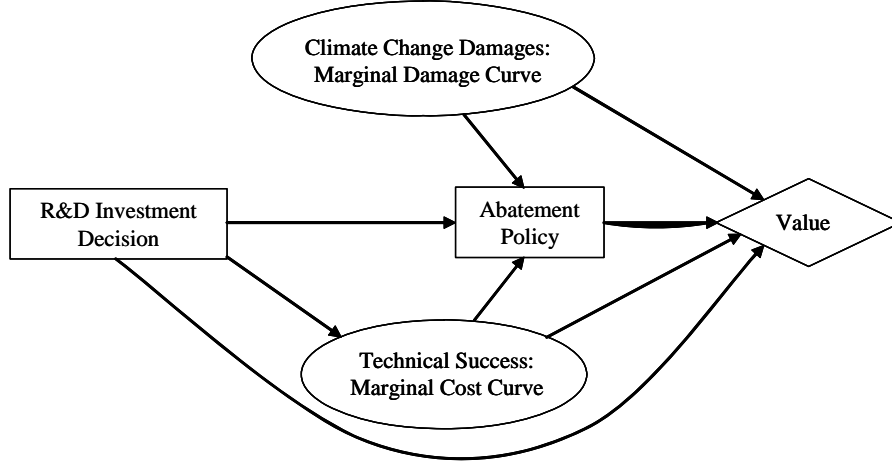 Climate Change Damages:
Marginal Damage Curve
R&D Investment
Decision
Abatement
Policy
Value
Technical Success:
Marginal Cost Curve